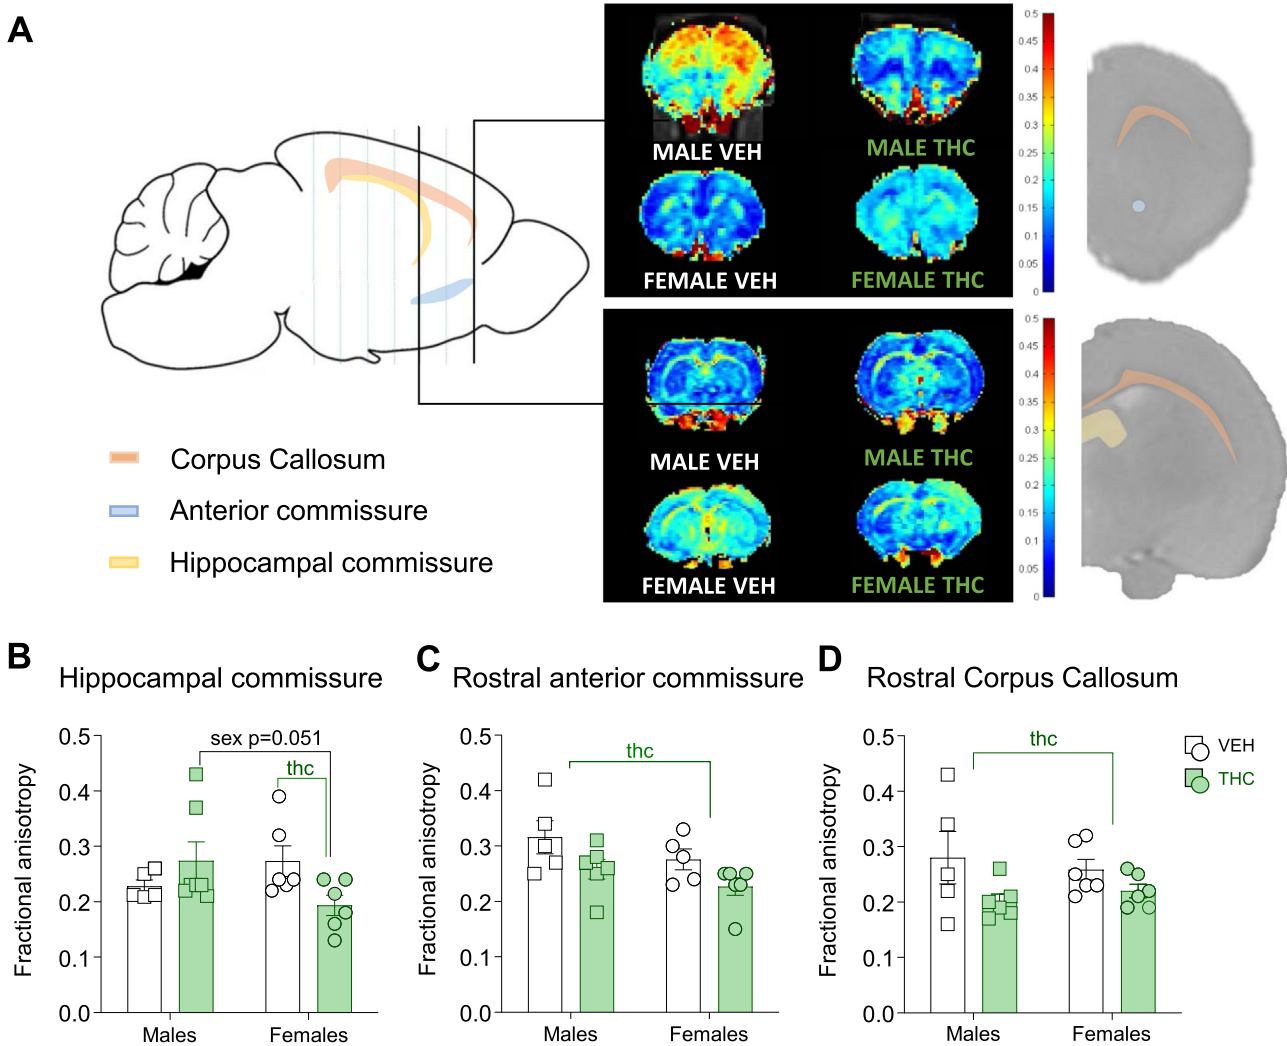 A
MALE VEH
MALE THC
FEMALE VEH
FEMALE THC
0.5
0.45
0.4
0.35
0.3
0.25
0.2
0.15
0.1
0.05
0
MALE VEH
MALE THC
FEMALE VEH
FEMALE THC
0.5
0.45
0.4
0.35
0.3
0.25
0.2
0.15
0.1
0.05
0
Corpus Callosum
Anterior commissure
Hippocampal commissure
B
Hippocampal commissure
Fractional anisotropy
0.5
0.4
0.3
0.2
0.1
0.0
sex p=0.051
thc
Males
Females
C
Rostral anterior commissure
Fractional anisotropy
0.5
0.4
0.3
0.2
0.1
0.0
thc
Males
Females
D
Rostral Corpus Callosum
Fractional anisotropy
0.5
0.4
0.3
0.2
0.1
0.0
thc
Males
Females
VEH
THC